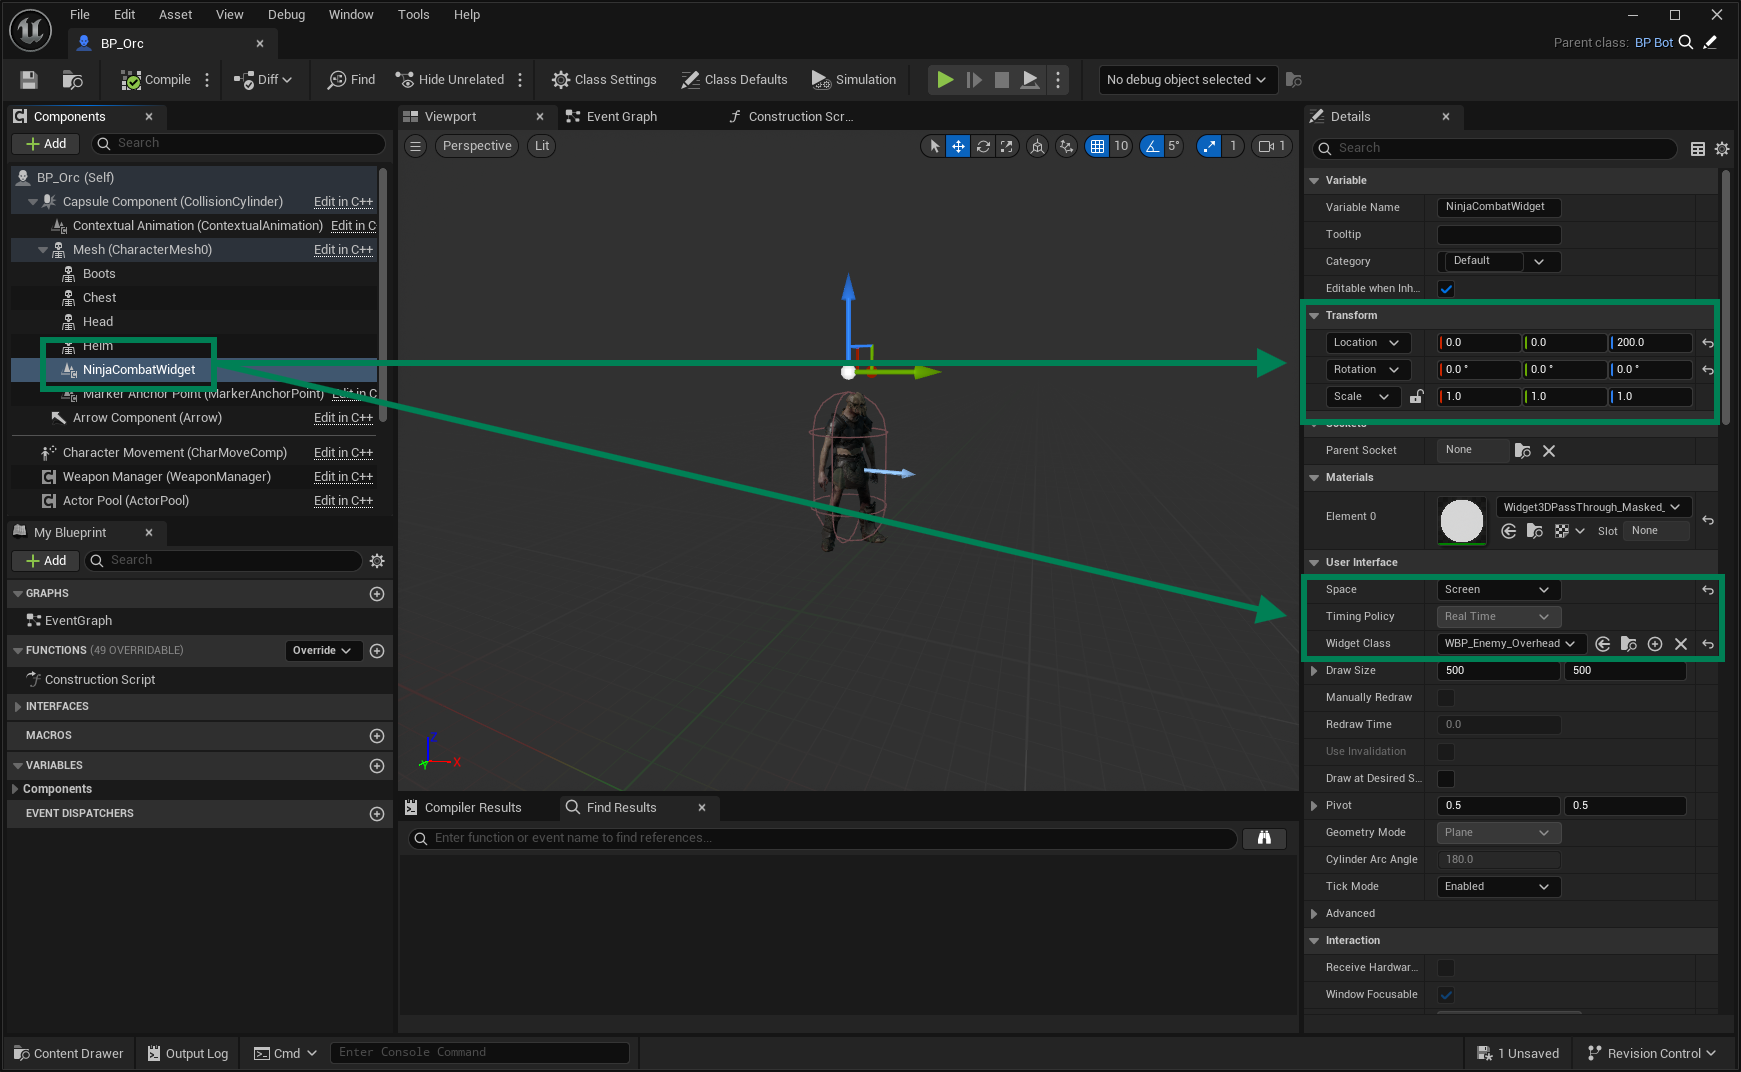 File Edit Asset View Debug Window Tools Help
BP_Orc
Parent class: BP Bot
Compile Diff Find Hide Unrelated Class Settings Class Defaults Simulation No debug object selected
Components
Add Search
BP_Orc (Self)
Capsule Component (CollisionCylinder) Edit in C++
Contextual Animation (ContextualAnimation) Edit in C
Mesh (CharacterMesh0) Edit in C++
Boots
Chest
Head
Helm
NinjaCombatWidget
Marker Anchor Point (MarkerAnchorPoint) Edit in C
Arrow Component (Arrow) Edit in C++
Character Movement (CharMoveComp) Edit in C++
Weapon Manager (WeaponManager) Edit in C++
Actor Pool (ActorPool) Edit in C++
My Blueprint
Add Search
GRAPHS
EventGraph
FUNCTIONS (49 OVERRIDABLE) Override
Construction Script
INTERFACES
MACROS
VARIABLES
Components
EVENT DISPATCHERS
Viewport Event Graph Construction Scr...
Perspective Lit 10 5° 1 1
Z
X
Y
Compiler Results Find Results
Enter function or event name to find references...
Details
Search
Variable
Variable Name NinjaCombatWidget
Tooltip
Category Default
Editable when Inh...
Transform
Location 0.0 0.0 200.0
Rotation 0.0 ° 0.0 ° 0.0 °
Scale 1.0 1.0 1.0
Sockets
Parent Socket None
Materials
Element 0 Widget3DPassThrough_Masked_
Slot None
User Interface
Space Screen
Timing Policy Real Time
Widget Class WBP_Enemy_Overhead
Draw Size 500 500
Manually Redraw
Redraw Time 0.0
Use Invalidation
Draw at Desired S...
Pivot 0.5 0.5
Geometry Mode Plane
Cylinder Arc Angle 180.0
Tick Mode Enabled
Advanced
Interaction
Receive Hardwar...
Window Focusable
Content Drawer Output Log Cmd Enter Console Command 1 Unsaved Revision Control